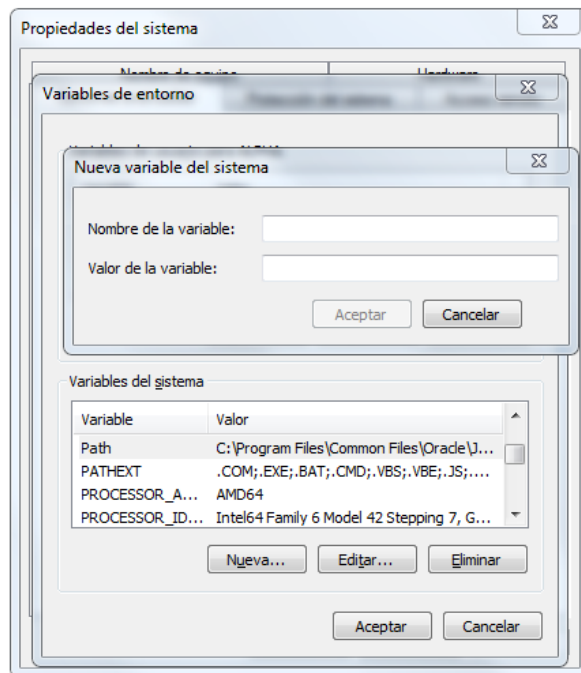 Propiedades del sistema
Variables de entorno
Nueva variable del sistema
Nombre de la variable:
Valor de la variable:
Aceptar Cancelar
Variables del sistema
Variable Valor
Path C:\Program Files\Common Files\Oracle\J...
PATHEXT .COM;.EXE;.BAT;.CMD;.VBS;.VBE;.JS;....
PROCESSOR_A... AMD64
PROCESSOR_ID... Intel64 Family 6 Model 42 Stepping 7, G...
Nueva... Editar... Eliminar
Aceptar Cancelar